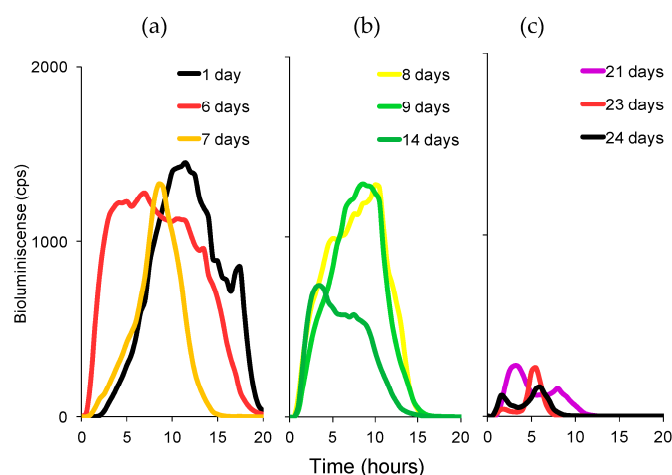 (a) (b) (c)
2000
1 day
6 days
7 days
8 days
9 days
14 days
21 days
23 days
24 days
Bioluminiscense (cps)
1000
0
0 5 10 15 20
0 5 10 15 20
0 5 10 15 20
Time (hours)